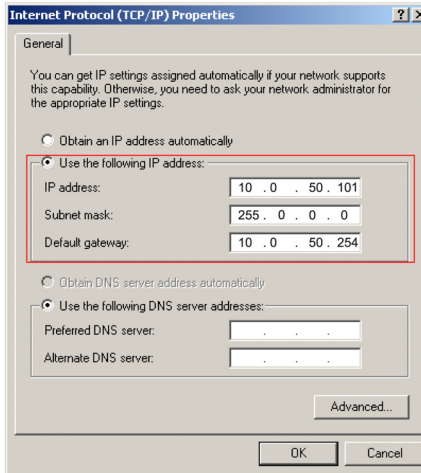 Internet Protocol (TCP/IP) Properties
General
You can get IP settings assigned automatically if your network supports
this capability. Otherwise, you need to ask your network administrator for
the appropriate IP settings.
Obtain an IP address automatically
Use the following IP address:
IP address: 10 . 0 . 50 . 101
Subnet mask: 255 . 0 . 0 . 0
Default gateway: 10 . 0 . 50 . 254
Obtain DNS server address automatically
Use the following DNS server addresses:
Preferred DNS server: . . .
Alternate DNS server: . . .
Advanced...
OK Cancel